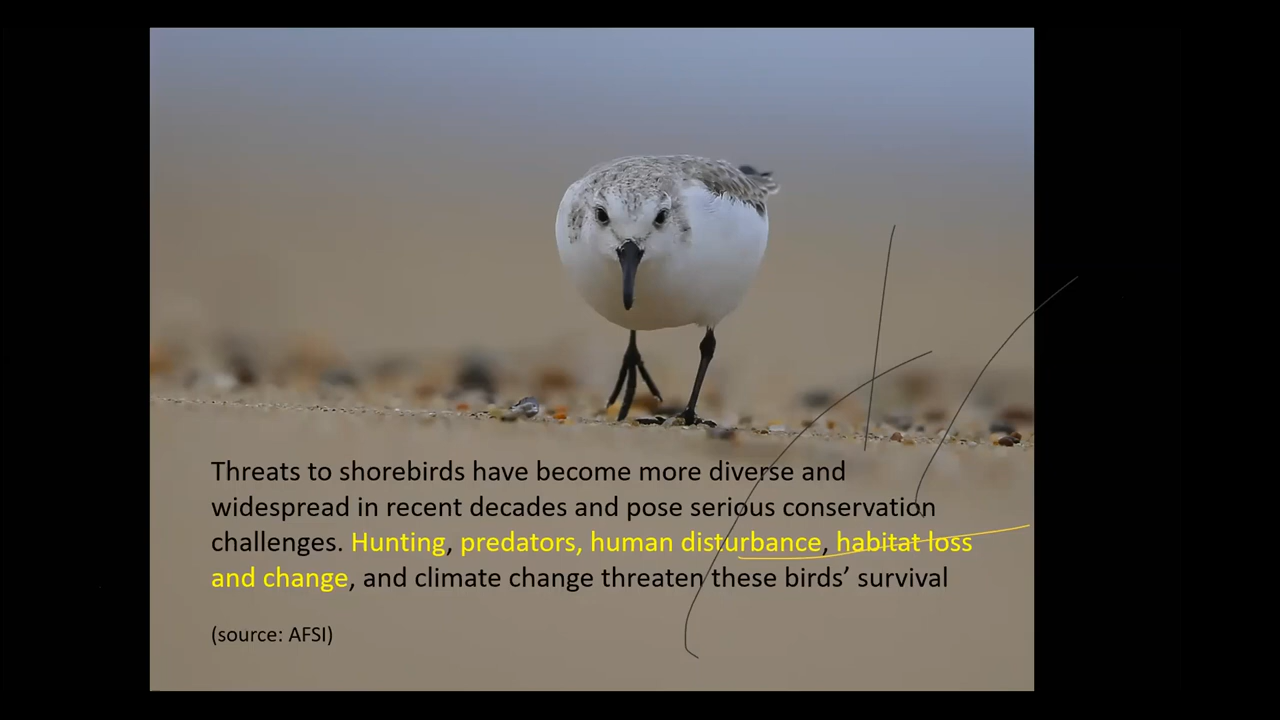 Threats to shorebirds have become more diverse and
widespread in recent decades and pose serious conservation
challenges. Hunting, predators, human disturbance, habitat loss
and change, and climate change threaten these birds’ survival
(source: AFSI)